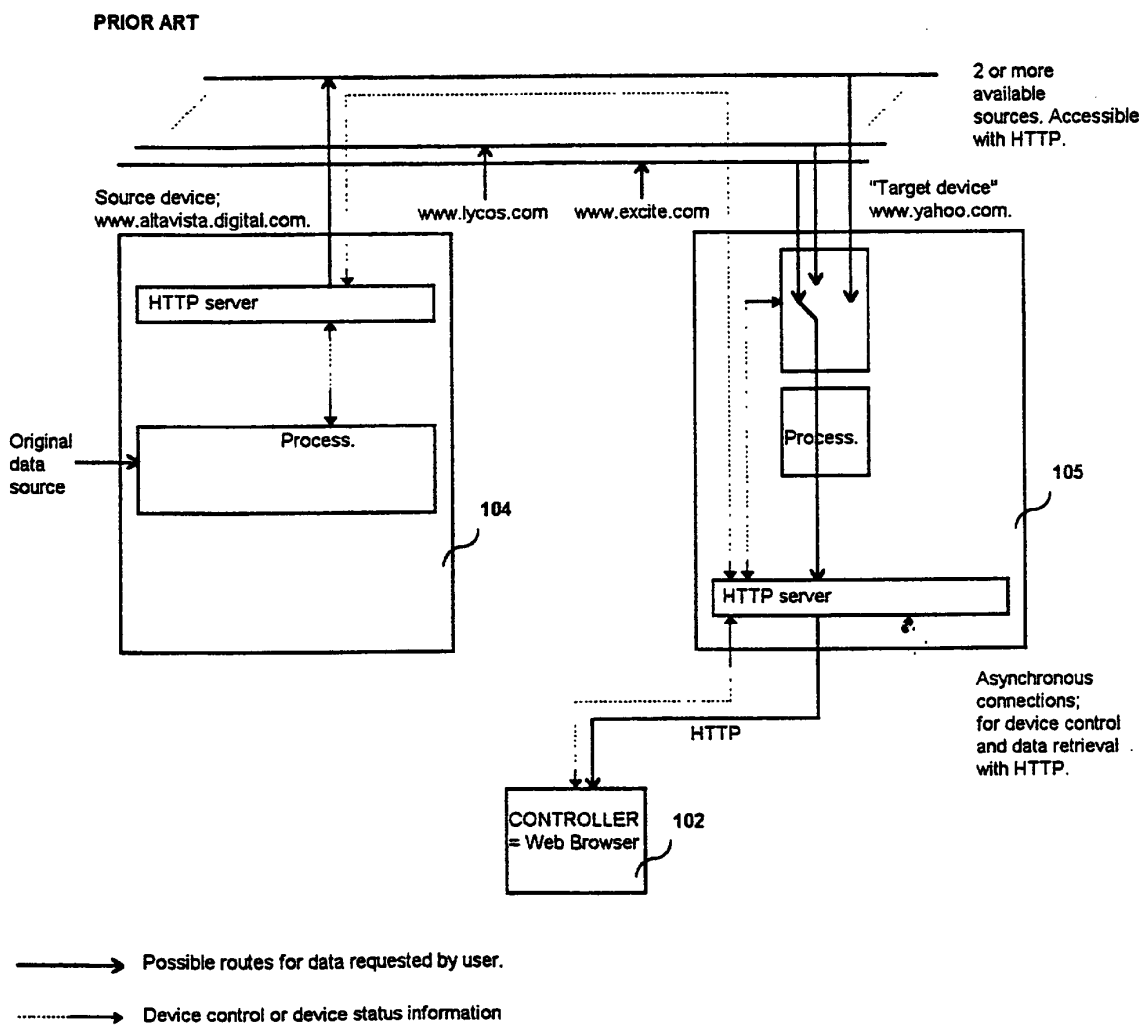 PRIOR ART
2 or more
available
sources. Accessible
with HTTP.
Source device;
www.altavista.digital.com.
www.lycos.com
www.excite.com
"Target device"
www.yahoo.com.
HTTP server
Process.
Original
data
source
104
Process.
105
HTTP server
Asynchronous
connections;
for device control
and data retrieval
with HTTP.
HTTP
CONTROLLER
= Web Browser
102
Possible routes for data requested by user.
Device control or device status information